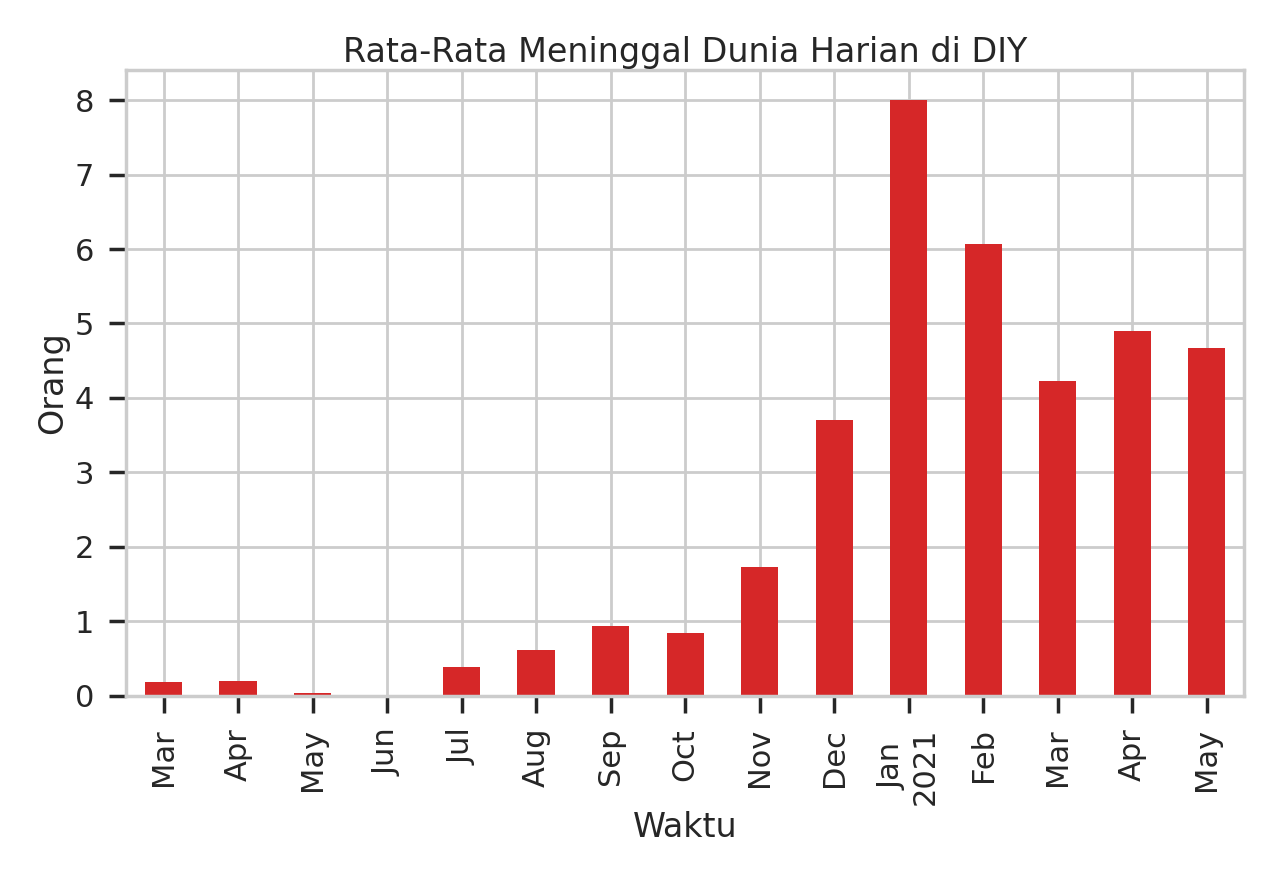 Rata-Rata Meninggal Dunia Harian di DIY
8
7
6
5
4
3
2
1
0
Orang
Mar
Apr
May
Jun
Jul
Aug
Sep
Oct
Nov
Dec
Jan
2021
Feb
Mar
Apr
May
Waktu